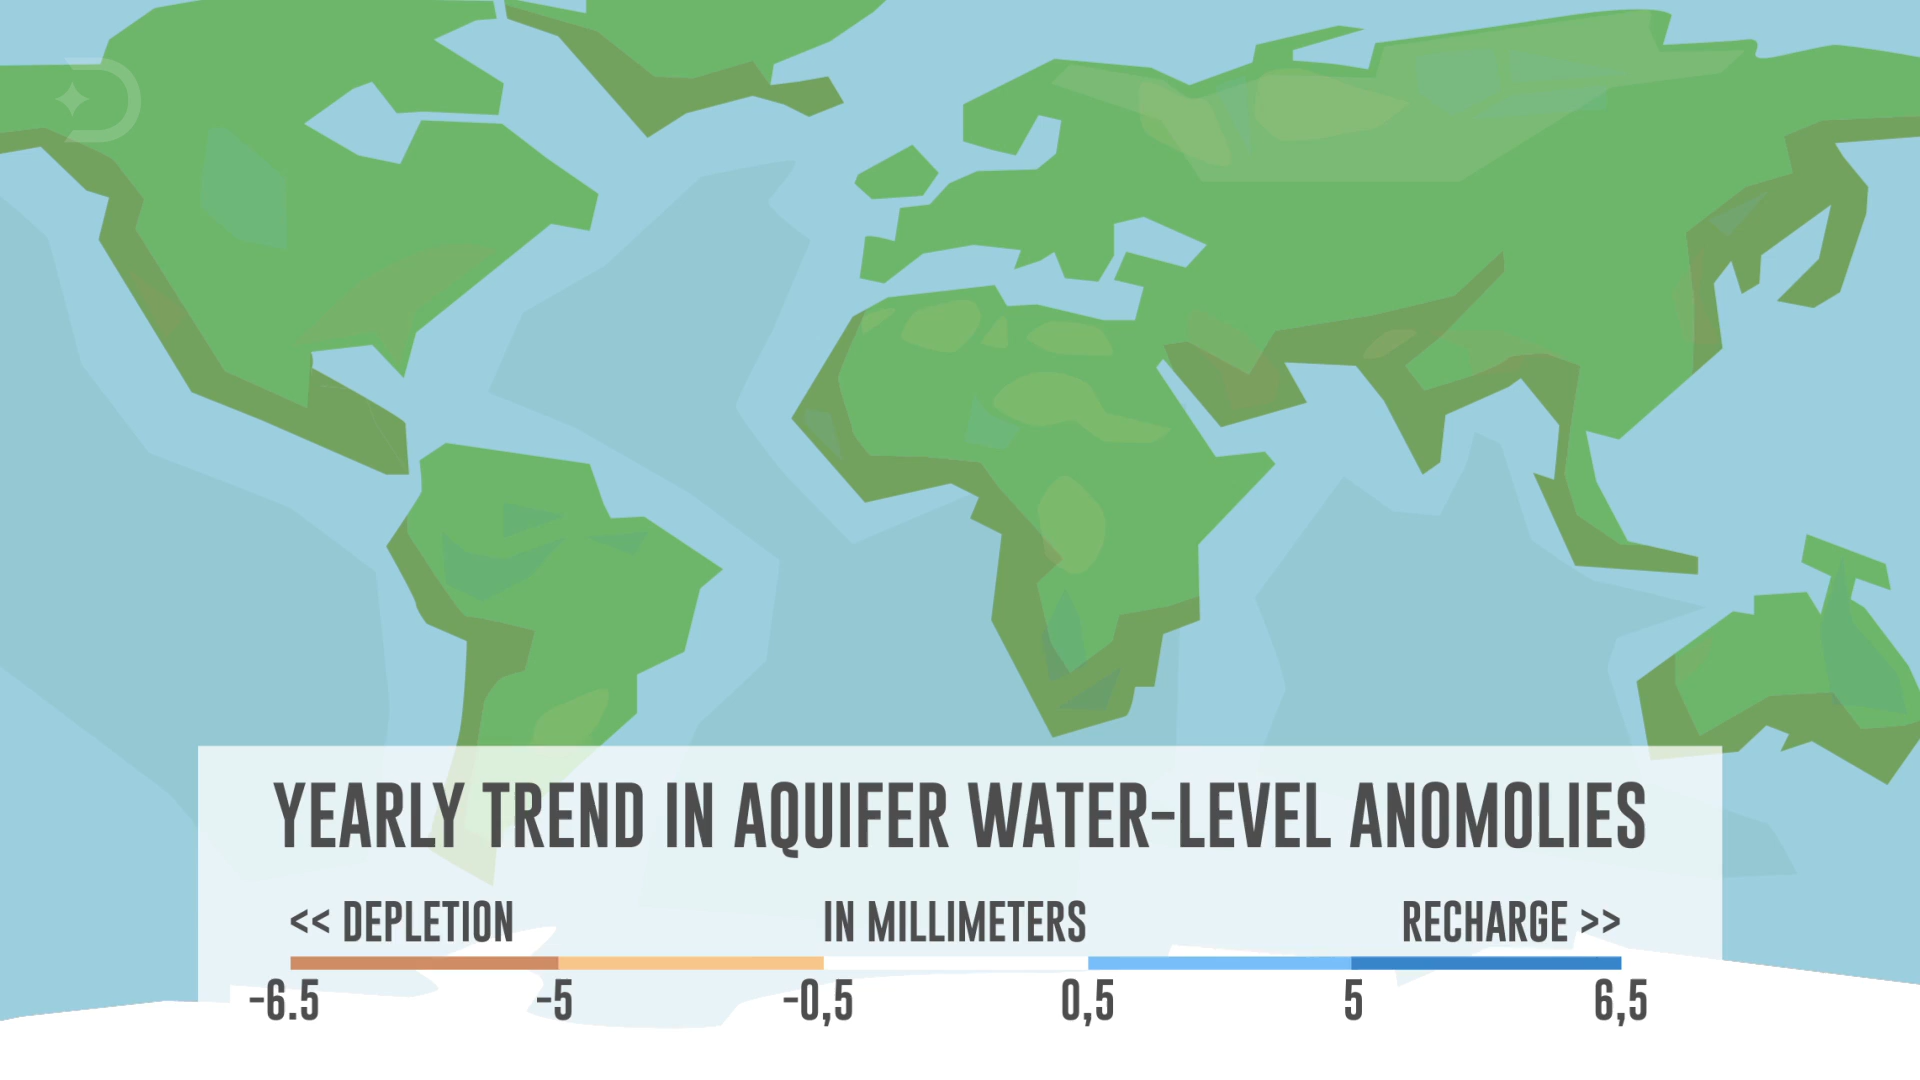 YEARLY TREND IN AQUIFER WATER-LEVEL ANOMOLIES
<< DEPLETION IN MILLIMETERS RECHARGE >>
-6.5 -5 -0,5 0,5 5 6,5